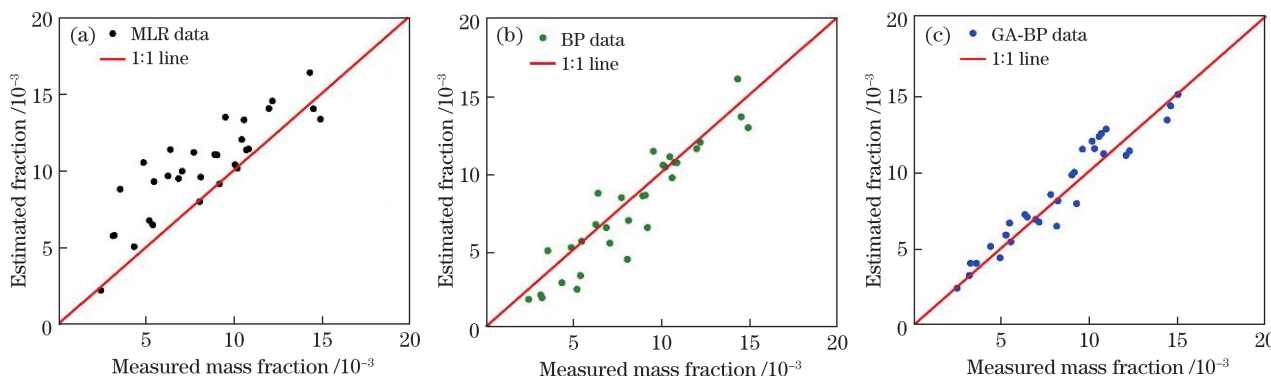 20
(a) MLR data
1:1 line
15
10
5
0
5 10 15 20
Estimated fraction /10⁻³
Measured mass fraction /10⁻³
20
(b) BP data
1:1 line
15
10
5
0
5 10 15 20
Estimated fraction /10⁻³
Measured mass fraction /10⁻³
20
(c) GA-BP data
1:1 line
15
10
5
0
5 10 15 20
Estimated fraction /10⁻³
Measured mass fraction /10⁻³